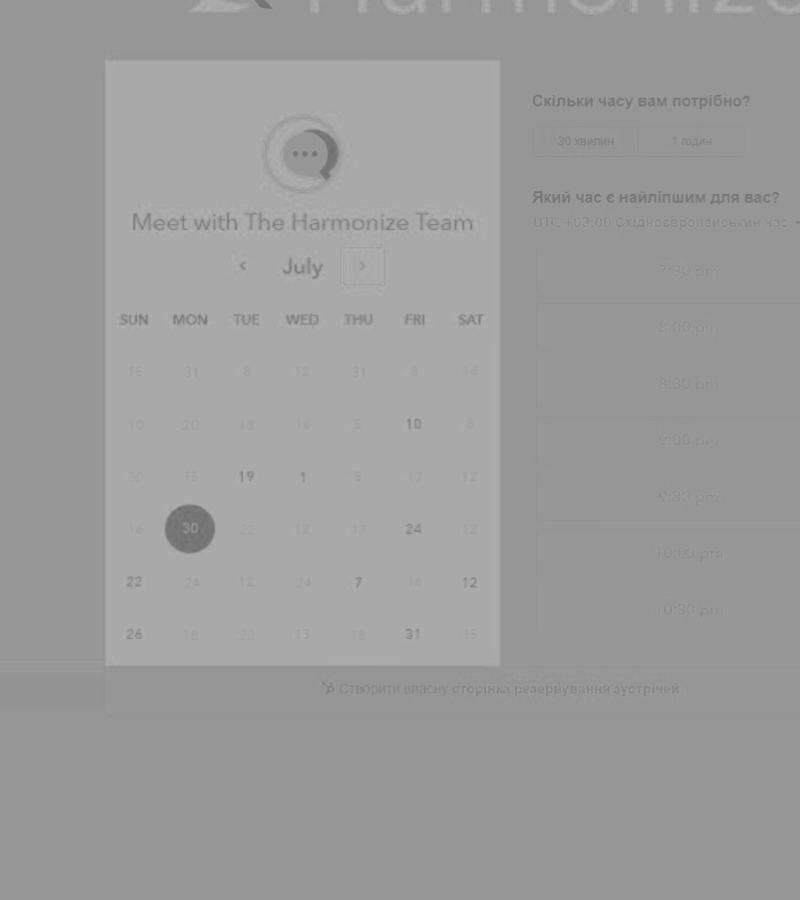 Harmonize
Meet with The Harmonize Team
July
SUN MON TUE WED THU FRI SAT
15 31 8 12 31 8 14
10 20 18 16 5 10 8
30 15 19 1 5 17 12
16 30 22 12 17 24 12
22 24 12 24 7 16 12
26 18 22 13 18 31 15
Скільки часу вам потрібно?
30 хвилин 1 годин
Який час є найліпшим для вас?
UTC +03:00 Східноєвропейський час
7:30 pm
8:00 pm
8:30 pm
9:00 pm
9:30 pm
10:00 pm
10:30 pm
Створити власну сторінка резервування зустрічей